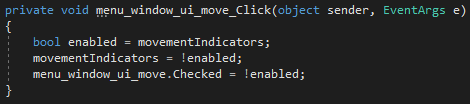 private void menu_window_ui_move_Click(object sender, EventArgs e)
{
bool enabled = movementIndicators;
movementIndicators = !enabled;
menu_window_ui_move.Checked = !enabled;
}